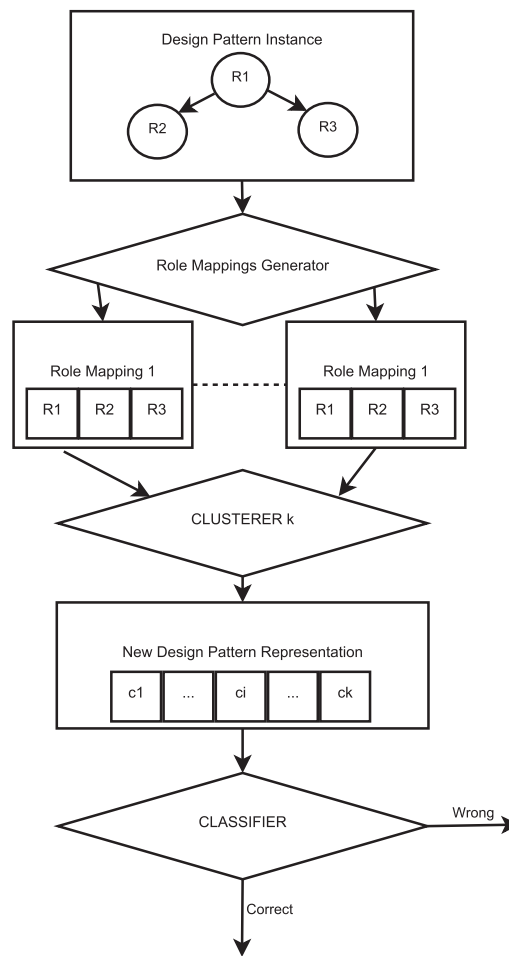 Design Pattern Instance
R1
R2
R3
Role Mappings Generator
Role Mapping 1
R1 R2 R3
Role Mapping 1
R1 R2 R3
CLUSTERER k
New Design Pattern Representation
c1 ... ci ... ck
CLASSIFIER
Wrong
Correct